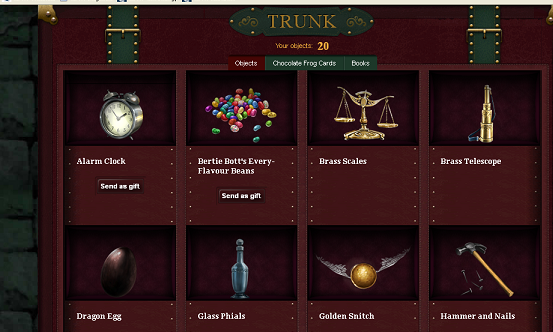 TRUNK
Your objects: 20
Objects
Chocolate Frog Cards
Books
Alarm Clock
Send as gift
Bertie Bott's Every-
Flavour Beans
Send as gift
Brass Scales
Brass Telescope
Dragon Egg
Glass Phials
Golden Snitch
Hammer and Nails